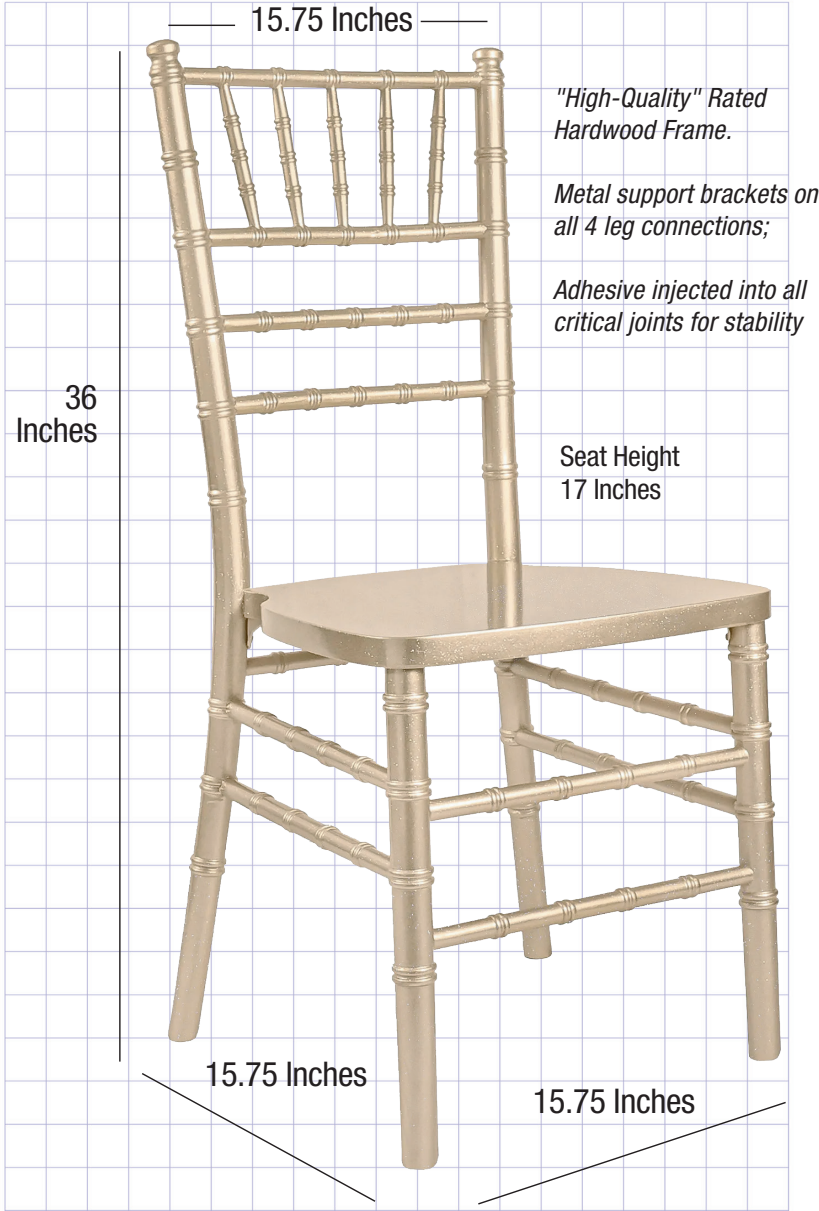 15.75 Inches
"High-Quality" Rated
Hardwood Frame.
Metal support brackets on
all 4 leg connections;
Adhesive injected into all
critical joints for stability
36
Inches
Seat Height
17 Inches
15.75 Inches
15.75 Inches